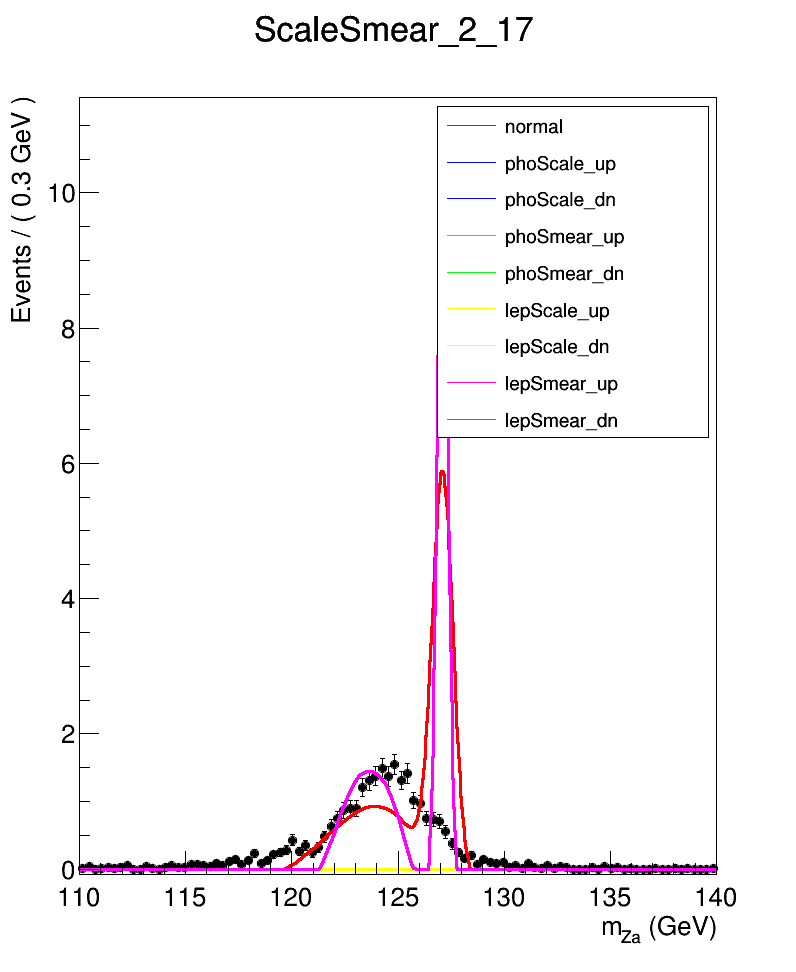 ScaleSmear_2_17
Events / ( 0.3 GeV )
normal
phoScale_up
phoScale_dn
phoSmear_up
phoSmear_dn
lepScale_up
lepScale_dn
lepSmear_up
lepSmear_dn
10
8
6
4
2
0
110 115 120 125 130 135 140
m_Za (GeV)